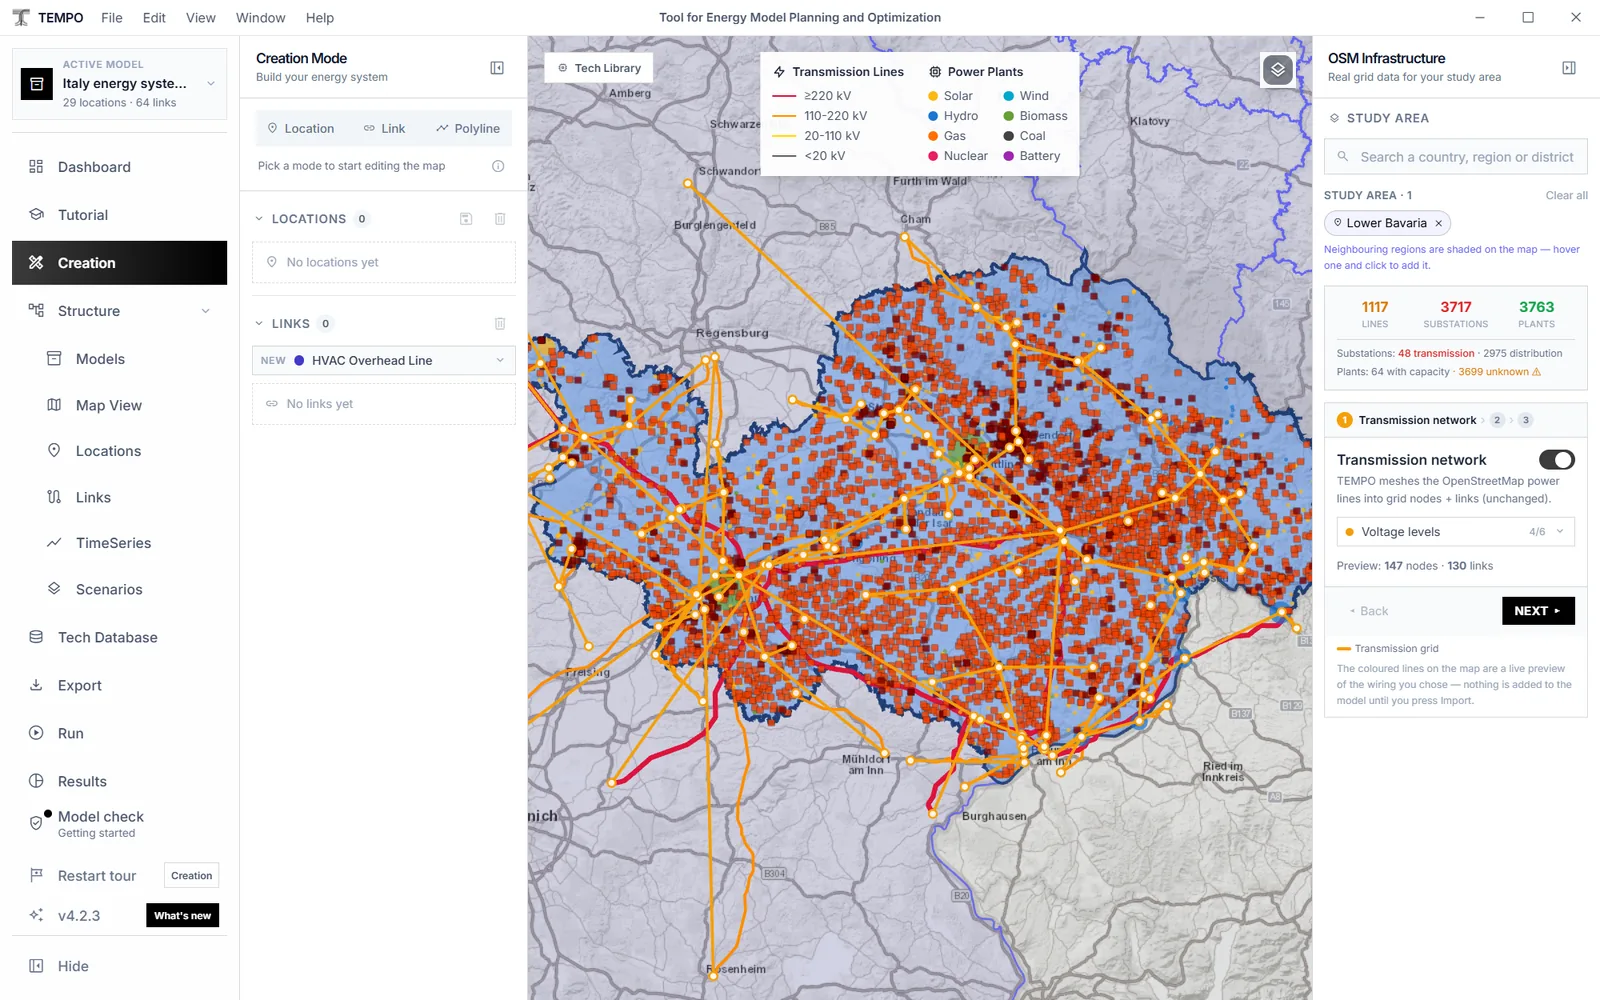 TEMPO File Edit View Window Help
Tool for Energy Model Planning and Optimization
ACTIVE MODEL
Italy energy syste...
29 locations · 64 links
Dashboard
Tutorial
Creation
Structure
Models
Map View
Locations
Links
TimeSeries
Scenarios
Tech Database
Export
Run
Results
Model check
Getting started
Restart tour Creation
v4.2.3 What's new
Hide
Creation Mode
Build your energy system
Location Link Polyline
Pick a mode to start editing the map
LOCATIONS 0
No locations yet
LINKS 0
NEW HVAC Overhead Line
No links yet
Tech Library
Transmission Lines
≥220 kV
110-220 kV
20-110 kV
<20 kV
Power Plants
Solar Wind
Hydro Biomass
Gas Coal
Nuclear Battery
Amberg
Schwarze
Klatovy
Schwandor
Furth im Wald
22
Cham
Burglengenfeld
B85
145
Regensburg
Freising
Mühldorf
am Inn
am Inn
Ried im
Innkreis
B137
B120
A8
nich
Burghausen
B304
B20
Rosenheim
OSM Infrastructure
Real grid data for your study area
STUDY AREA
Search a country, region or district
STUDY AREA · 1 Clear all
Lower Bavaria ×
Neighbouring regions are shaded on the map — hover
one and click to add it.
1117 3717 3763
LINES SUBSTATIONS PLANTS
Substations: 48 transmission · 2975 distribution
Plants: 64 with capacity · 3699 unknown ⚠
1 Transmission network › 2 › 3
Transmission network
TEMPO meshes the OpenStreetMap power
lines into grid nodes + links (unchanged).
Voltage levels 4/6
Preview: 147 nodes · 130 links
Back NEXT
Transmission grid
The coloured lines on the map are a live preview
of the wiring you chose — nothing is added to the
model until you press Import.